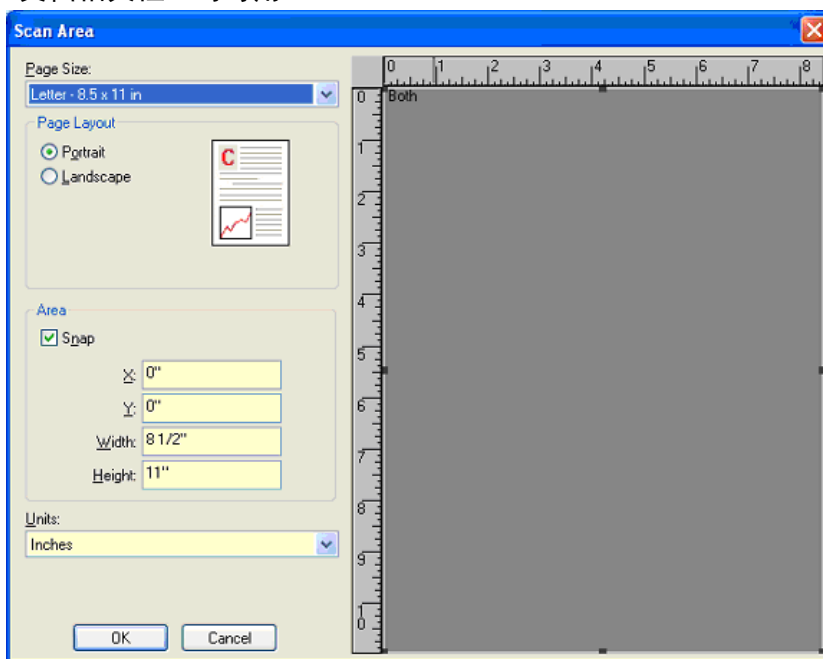 Scan Area
Page Size:
Letter - 8.5 x 11 in
Page Layout
Portrait
Landscape
C
Area
Snap
X: 0"
Y: 0"
Width: 8 1/2"
Height: 11"
Units:
Inches
OK Cancel
0 1 2 3 4 5 6 7 8
Both
0
1
2
3
4
5
6
7
8
9
10